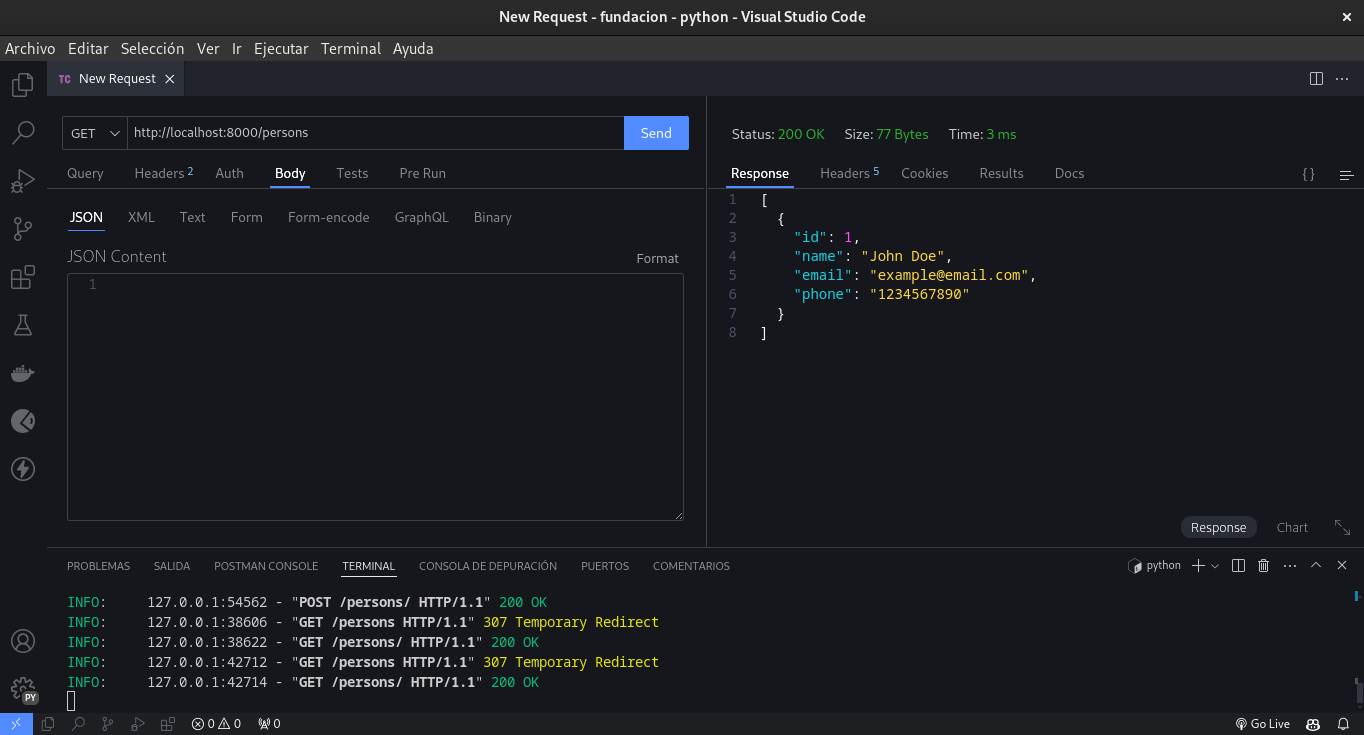 New Request - fundacion - python - Visual Studio Code
Archivo Editar Selección Ver Ir Ejecutar Terminal Ayuda
TC New Request
GET http://localhost:8000/persons Send
Query Headers 2 Auth Body Tests Pre Run
JSON XML Text Form Form-encode GraphQL Binary
JSON Content Format
1
Status: 200 OK Size: 77 Bytes Time: 3 ms
Response Headers 5 Cookies Results Docs { }
1 [
2 {
3 "id": 1,
4 "name": "John Doe",
5 "email": "example@email.com",
6 "phone": "1234567890"
7 }
8 ]
Response Chart
PROBLEMAS SALIDA POSTMAN CONSOLE TERMINAL CONSOLA DE DEPURACIÓN PUERTOS COMENTARIOS python
INFO: 127.0.0.1:54562 - "POST /persons/ HTTP/1.1" 200 OK
INFO: 127.0.0.1:38606 - "GET /persons HTTP/1.1" 307 Temporary Redirect
INFO: 127.0.0.1:38622 - "GET /persons/ HTTP/1.1" 200 OK
INFO: 127.0.0.1:42712 - "GET /persons HTTP/1.1" 307 Temporary Redirect
INFO: 127.0.0.1:42714 - "GET /persons/ HTTP/1.1" 200 OK
PY
0 0 0 Go Live